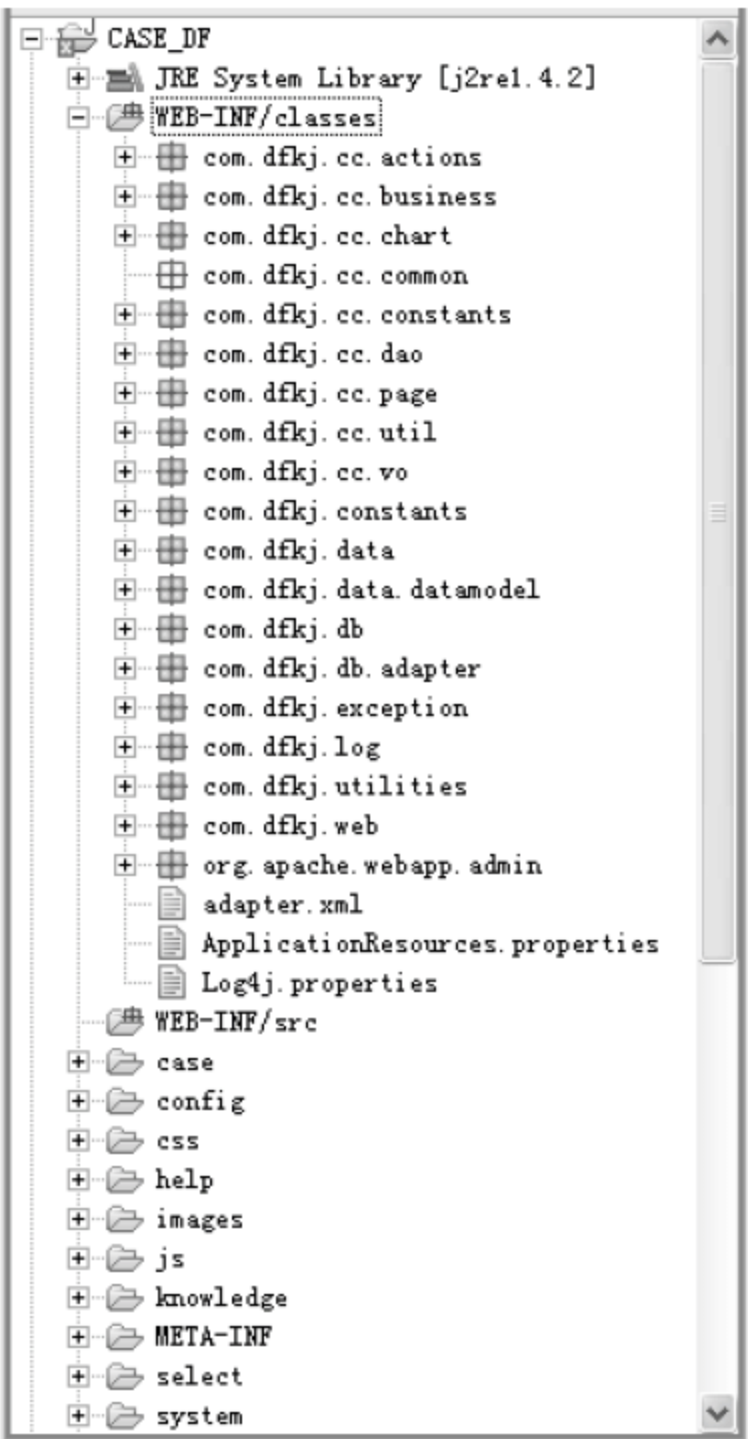 CASE_DF
JRE System Library [j2re1.4.2]
WEB-INF/classes
com.dfkj.cc.actions
com.dfkj.cc.business
com.dfkj.cc.chart
com.dfkj.cc.common
com.dfkj.cc.constants
com.dfkj.cc.dao
com.dfkj.cc.page
com.dfkj.cc.util
com.dfkj.cc.vo
com.dfkj.constants
com.dfkj.data
com.dfkj.data.datamodel
com.dfkj.db
com.dfkj.db.adapter
com.dfkj.exception
com.dfkj.log
com.dfkj.utilities
com.dfkj.web
org.apache.webapp.admin
adapter.xml
ApplicationResources.properties
Log4j.properties
WEB-INF/src
case
config
css
help
images
js
knowledge
META-INF
select
system